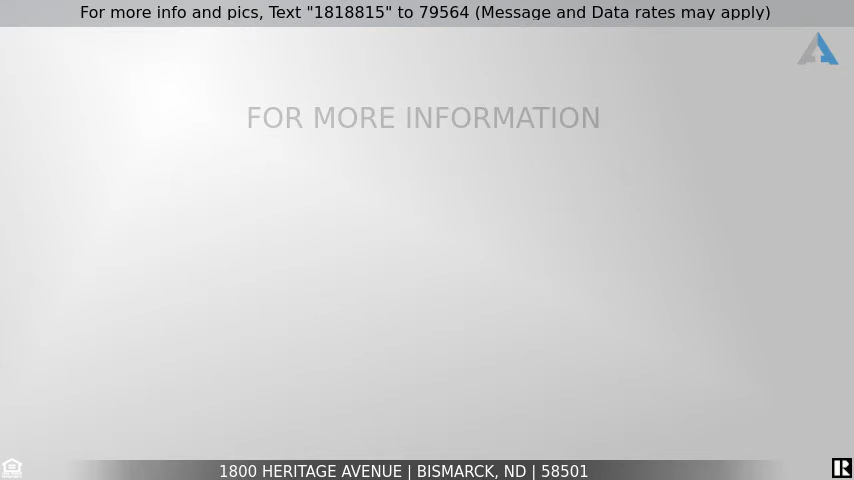 For more info and pics, Text "1818815" to 79564 (Message and Data rates may apply)
FOR MORE INFORMATION
1800 HERITAGE AVENUE | BISMARCK, ND | 58501